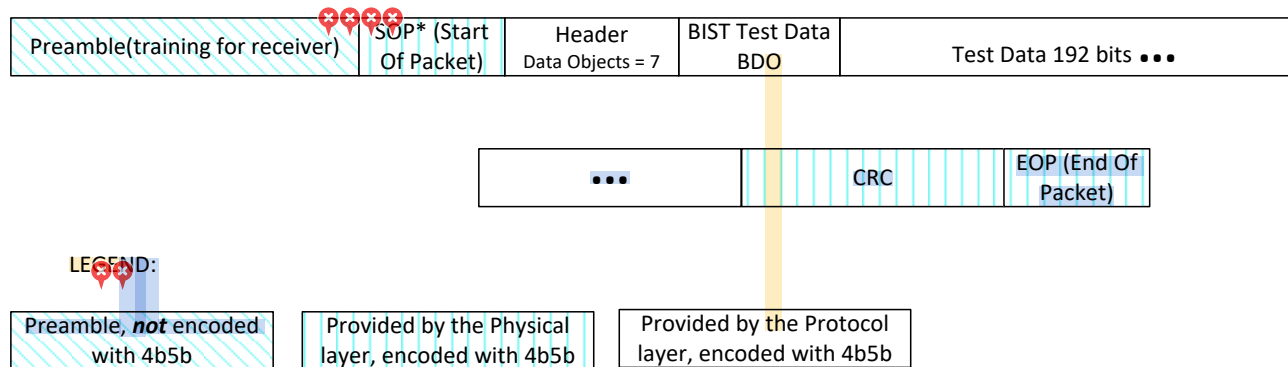 Preamble(training for receiver)
SOP* (Start
Of Packet)
Header
Data Objects = 7
BIST Test Data
BDO
Test Data 192 bits •••
•••
CRC
EOP (End Of
Packet)
LEGEND:
Preamble, not encoded
with 4b5b
Provided by the Physical
layer, encoded with 4b5b
Provided by the Protocol
layer, encoded with 4b5b